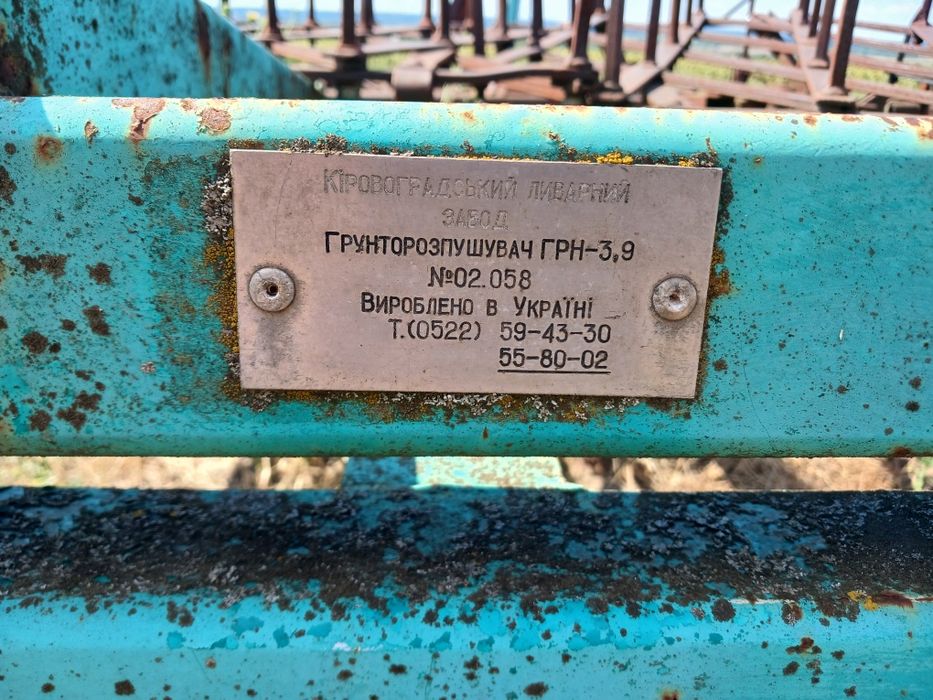 КІРОВОГРАДСЬКИЙ ЛИВАРНИЙ
ЗАВОД
ГРУНТОРОЗПУШУВАЧ ГРН-3,9
№02.058
ВИРОБЛЕНО В УКРАЇНІ
Т.(0522) 59-43-30
55-80-02